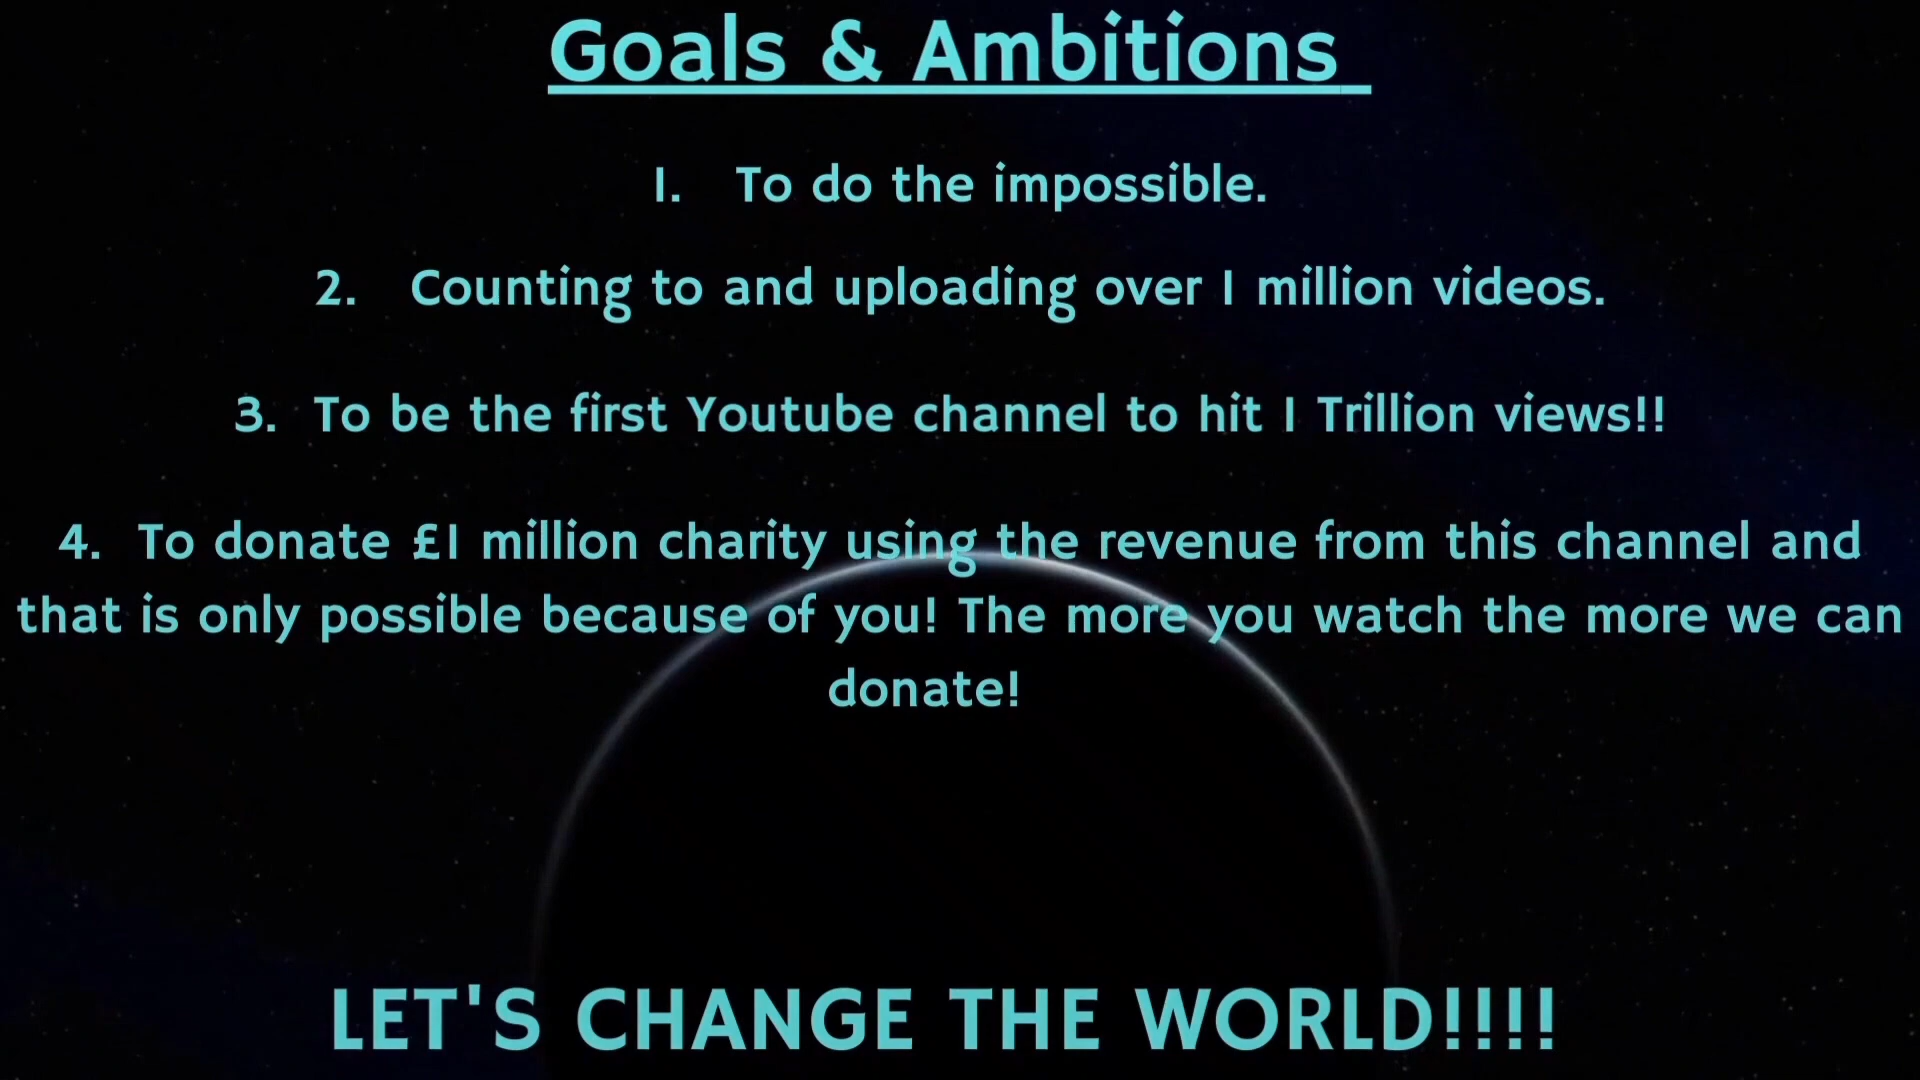 Goals & Ambitions
1. To do the impossible.
2. Counting to and uploading over 1 million videos.
3. To be the first Youtube channel to hit 1 Trillion views!!
4. To donate £1 million charity using the revenue from this channel and
that is only possible because of you! The more you watch the more we can
donate!
LET'S CHANGE THE WORLD!!!!